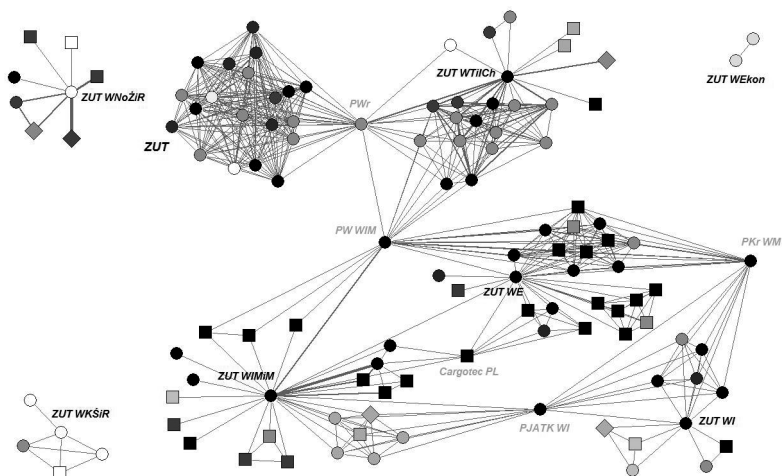 ZUT WTiICh
ZUT WEkon
ZUT WNoŻiR
PWr
ZUT
PW WIM
PKr WM
ZUT WE
ZUT WIMiM
Cargotec PL
ZUT WKŚiR
PJATK WI
ZUT WI